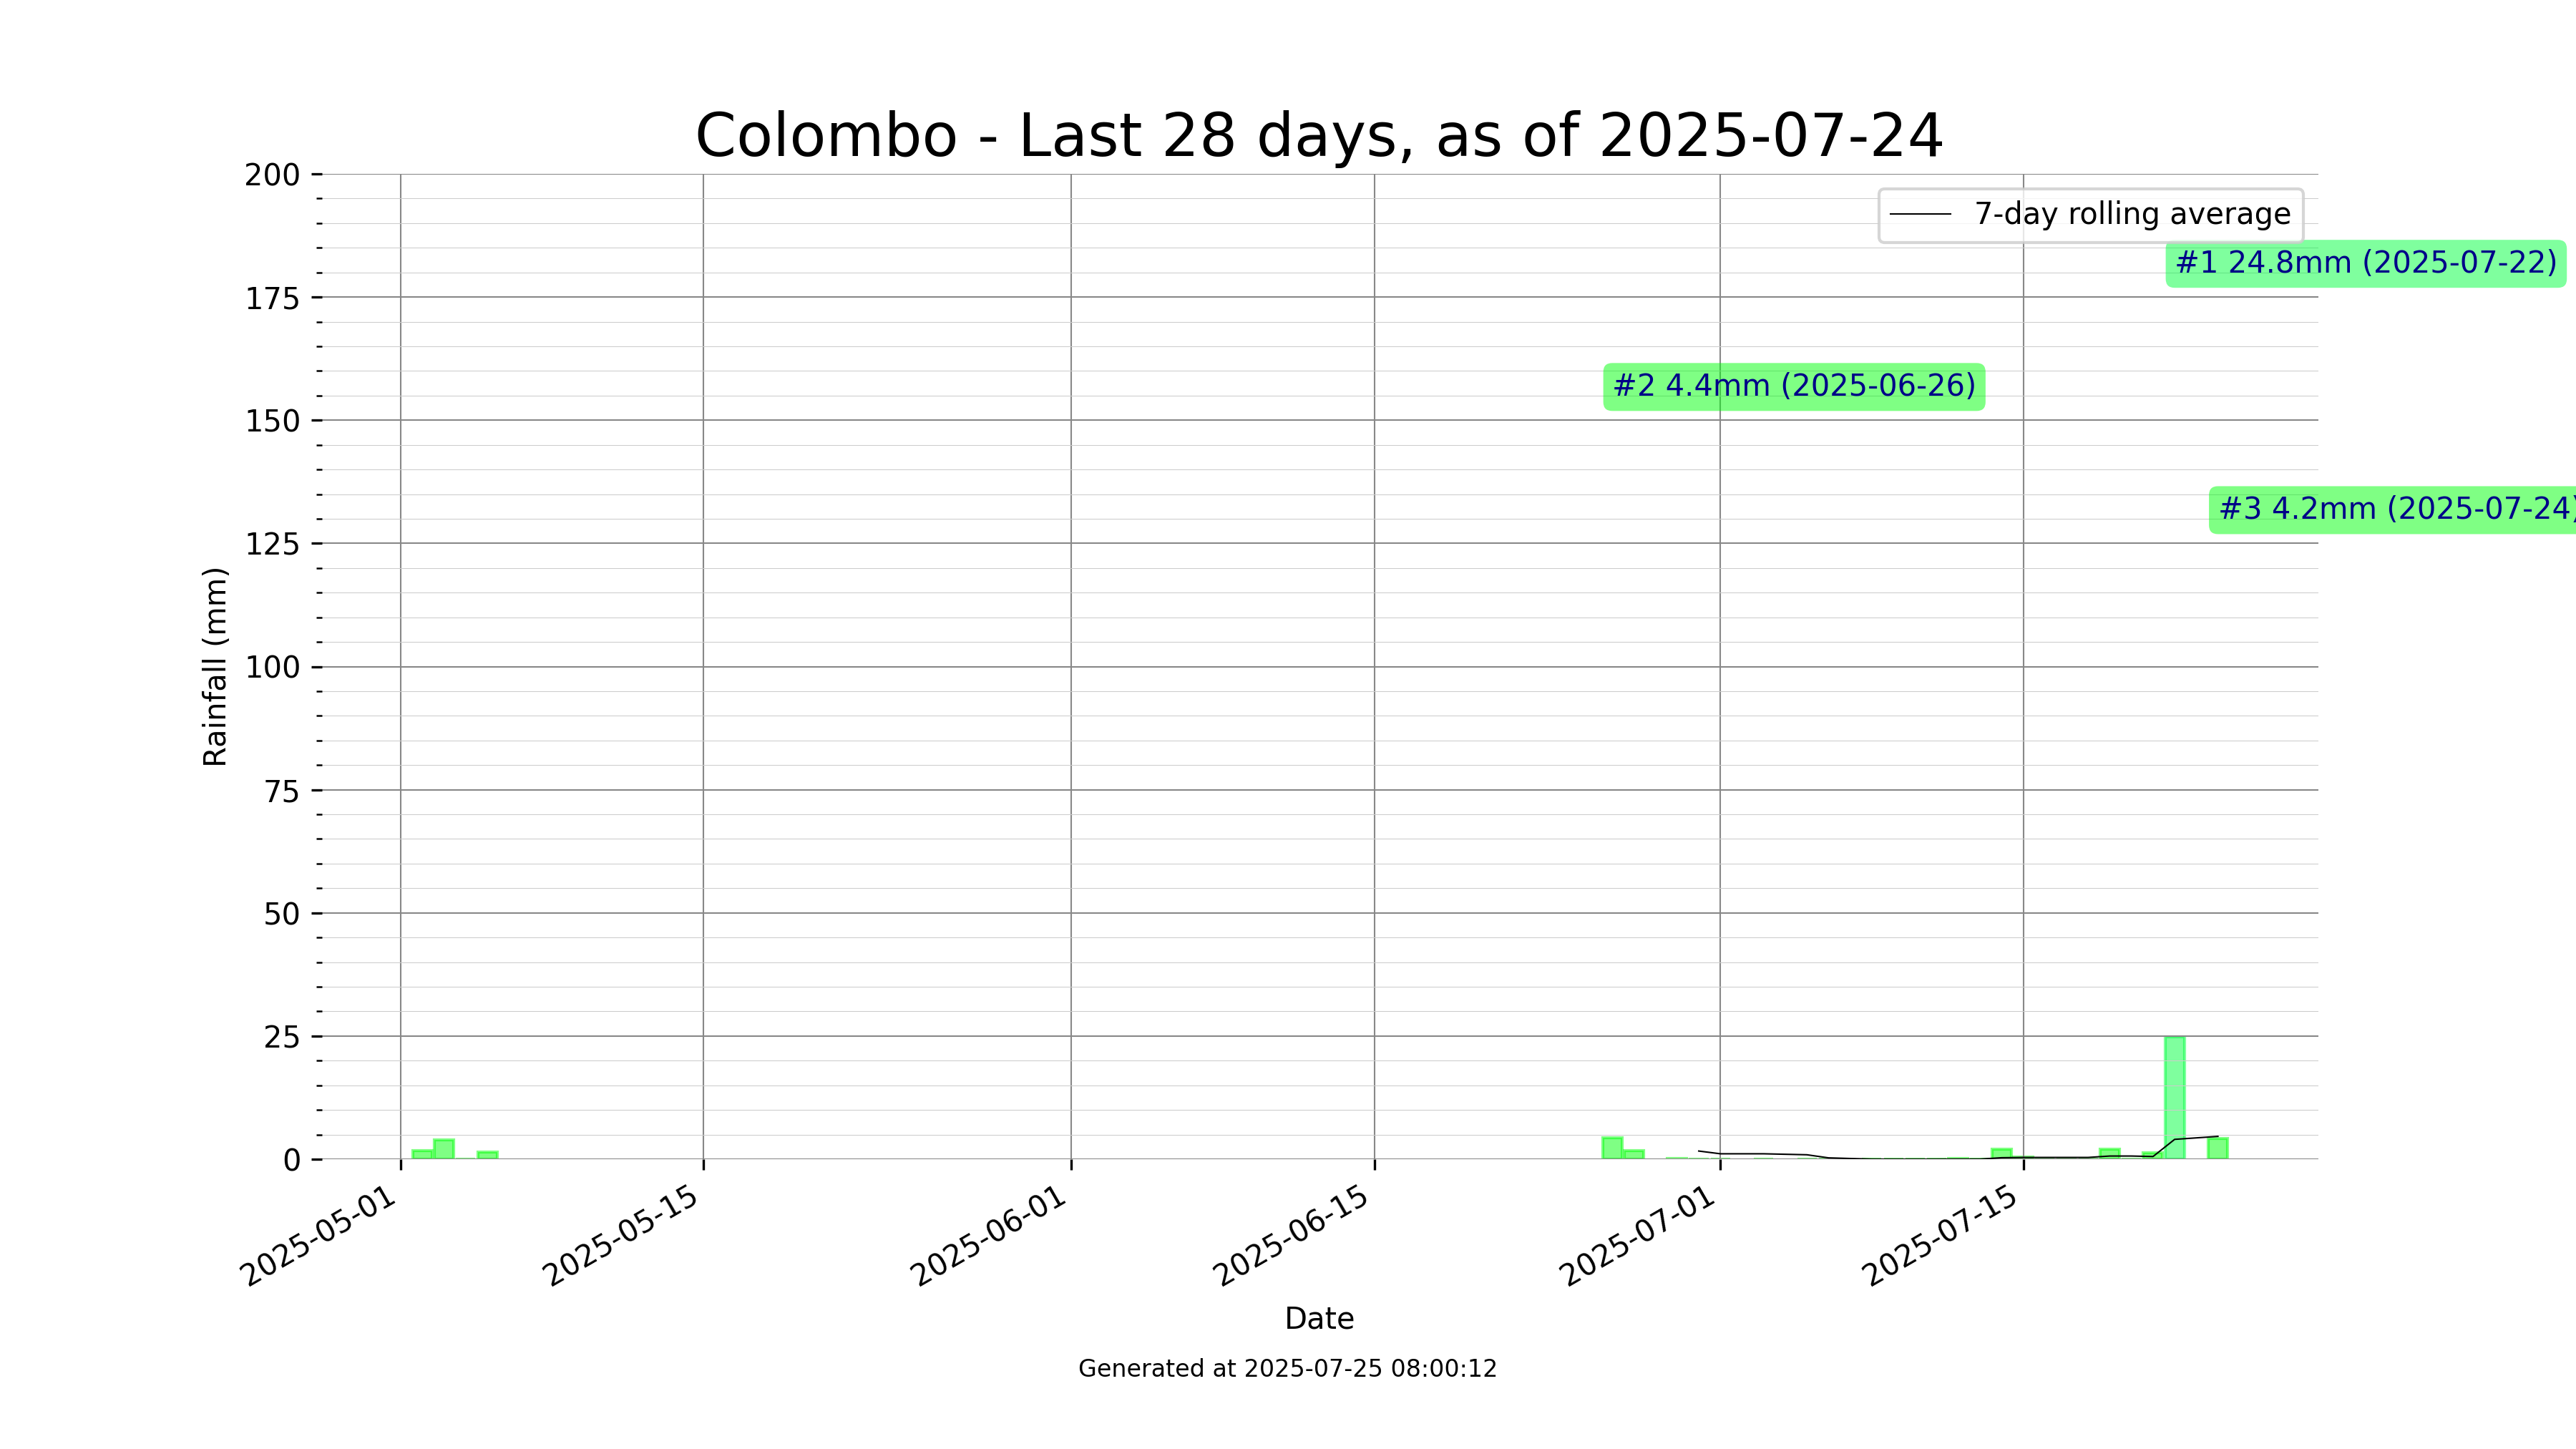 Colombo - Last 28 days, as of 2025-07-24
7-day rolling average
#1 24.8mm (2025-07-22)
#2 4.4mm (2025-06-26)
#3 4.2mm (2025-07-24)
Rainfall (mm)
200
175
150
125
100
75
50
25
0
2025-05-01
2025-05-15
2025-06-01
2025-06-15
2025-07-01
2025-07-15
Date
Generated at 2025-07-25 08:00:12